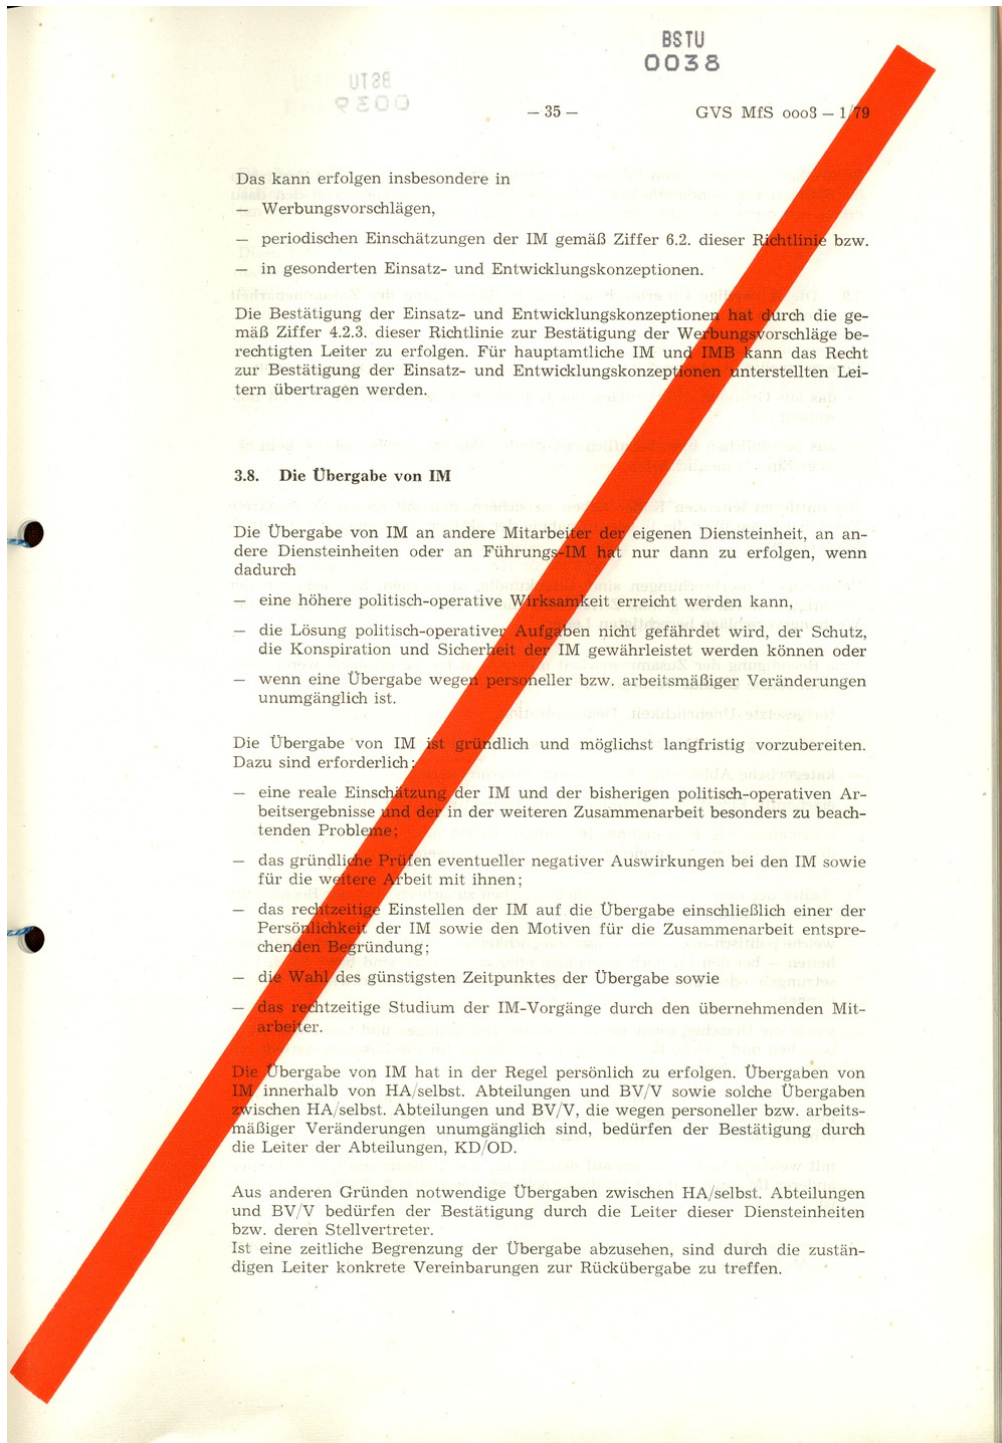 BSTU
0038
— 35 —
GVS MfS ooo3 — 1/79
Das kann erfolgen insbesondere in
— Werbungsvorschlägen,
— periodischen Einschätzungen der IM gemäß Ziffer 6.2. dieser Richtlinie bzw.
— in gesonderten Einsatz- und Entwicklungskonzeptionen.
Die Bestätigung der Einsatz- und Entwicklungskonzeptionen hat durch die ge-
mäß Ziffer 4.2.3. dieser Richtlinie zur Bestätigung der Werbungsvorschläge be-
rechtigten Leiter zu erfolgen. Für hauptamtliche IM und IMB kann das Recht
zur Bestätigung der Einsatz- und Entwicklungskonzeptionen unterstellten Lei-
tern übertragen werden.
3.8. Die Übergabe von IM
Die Übergabe von IM an andere Mitarbeiter der eigenen Diensteinheit, an an-
dere Diensteinheiten oder an Führungs-IM hat nur dann zu erfolgen, wenn
dadurch
— eine höhere politisch-operative Wirksamkeit erreicht werden kann,
— die Lösung politisch-operativer Aufgaben nicht gefährdet wird, der Schutz,
die Konspiration und Sicherheit der IM gewährleistet werden können oder
— wenn eine Übergabe wegen personeller bzw. arbeitsmäßiger Veränderungen
unumgänglich ist.
Die Übergabe von IM ist gründlich und möglichst langfristig vorzubereiten.
Dazu sind erforderlich:
— eine reale Einschätzung der IM und der bisherigen politisch-operativen Ar-
beitsergebnisse und der in der weiteren Zusammenarbeit besonders zu beach-
tenden Probleme;
— das gründliche Prüfen eventueller negativer Auswirkungen bei den IM sowie
für die weitere Arbeit mit ihnen;
— das rechtzeitige Einstellen der IM auf die Übergabe einschließlich einer der
Persönlichkeit der IM sowie den Motiven für die Zusammenarbeit entspre-
chenden Begründung;
— die Wahl des günstigsten Zeitpunktes der Übergabe sowie
— das rechtzeitige Studium der IM-Vorgänge durch den übernehmenden Mit-
arbeiter.
Die Übergabe von IM hat in der Regel persönlich zu erfolgen. Übergaben von
IM innerhalb von HA/selbst. Abteilungen und BV/V sowie solche Übergaben
zwischen HA/selbst. Abteilungen und BV/V, die wegen personeller bzw. arbeits-
mäßiger Veränderungen unumgänglich sind, bedürfen der Bestätigung durch
die Leiter der Abteilungen, KD/OD.
Aus anderen Gründen notwendige Übergaben zwischen HA/selbst. Abteilungen
und BV/V bedürfen der Bestätigung durch die Leiter dieser Diensteinheiten
bzw. deren Stellvertreter.
Ist eine zeitliche Begrenzung der Übergabe abzusehen, sind durch die zustän-
digen Leiter konkrete Vereinbarungen zur Rückübergabe zu treffen.